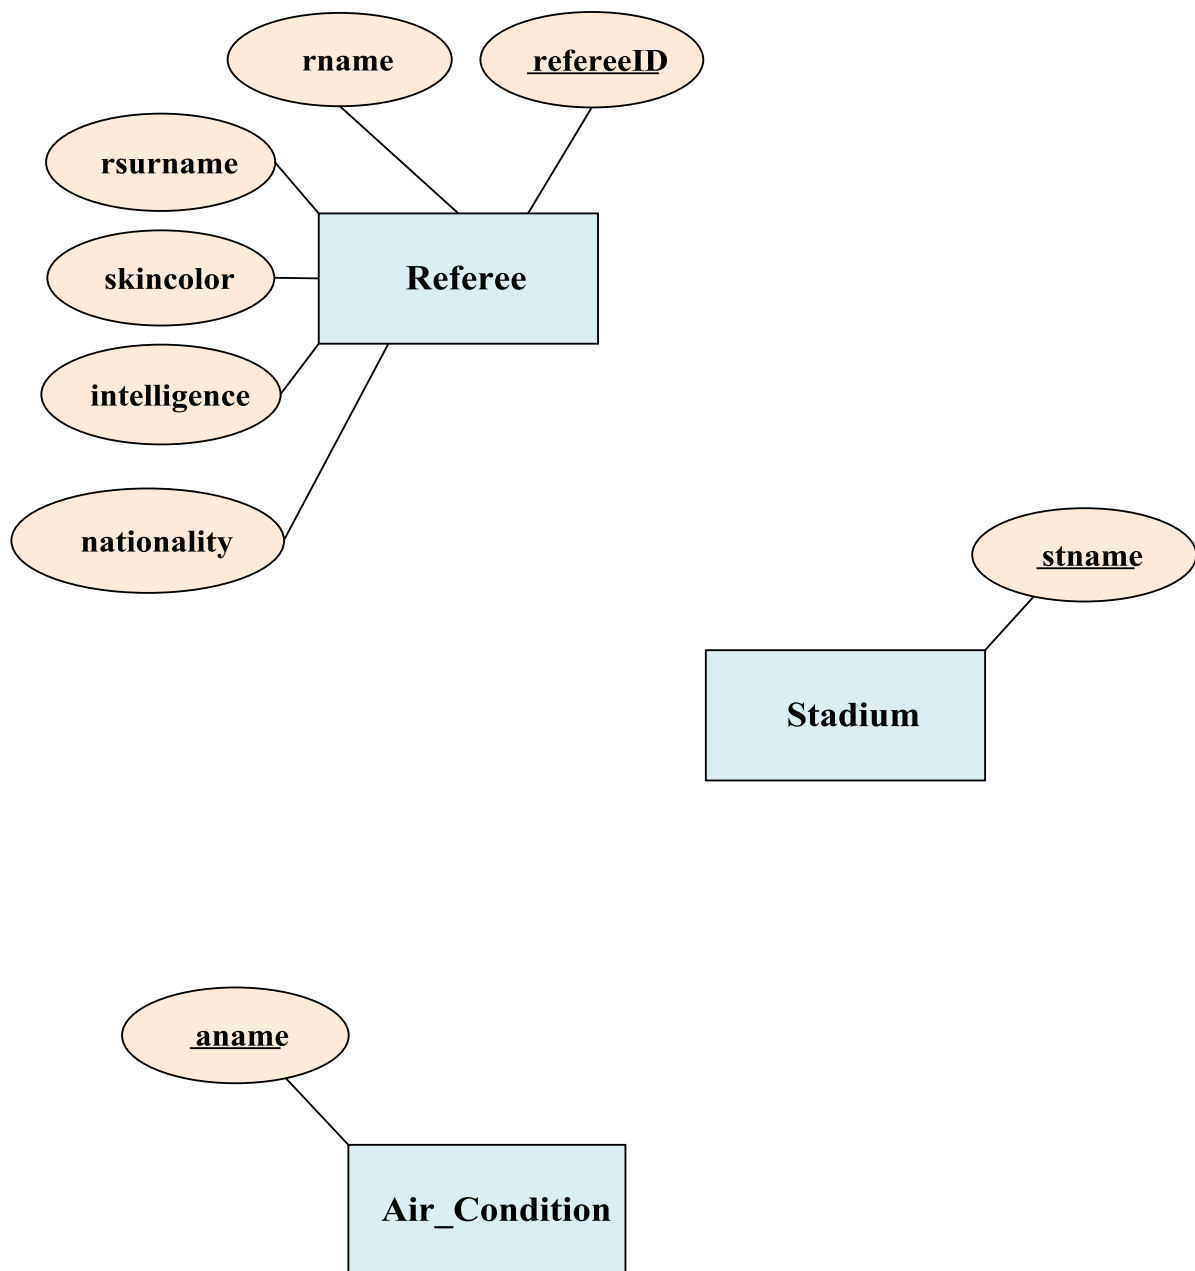 rname
refereeID
rsurname
Referee
skincolor
intelligence
nationality
stname
Stadium
aname
Air_Condition